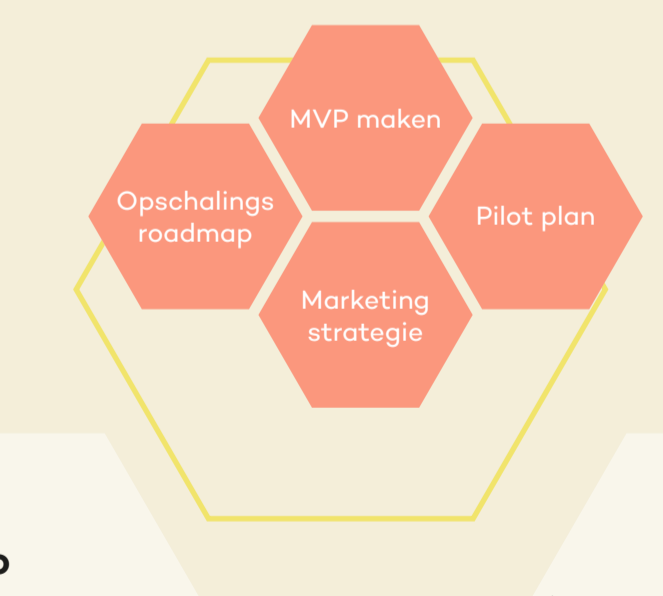 MVP maken
Opschalings
roadmap
Pilot plan
Marketing
strategie